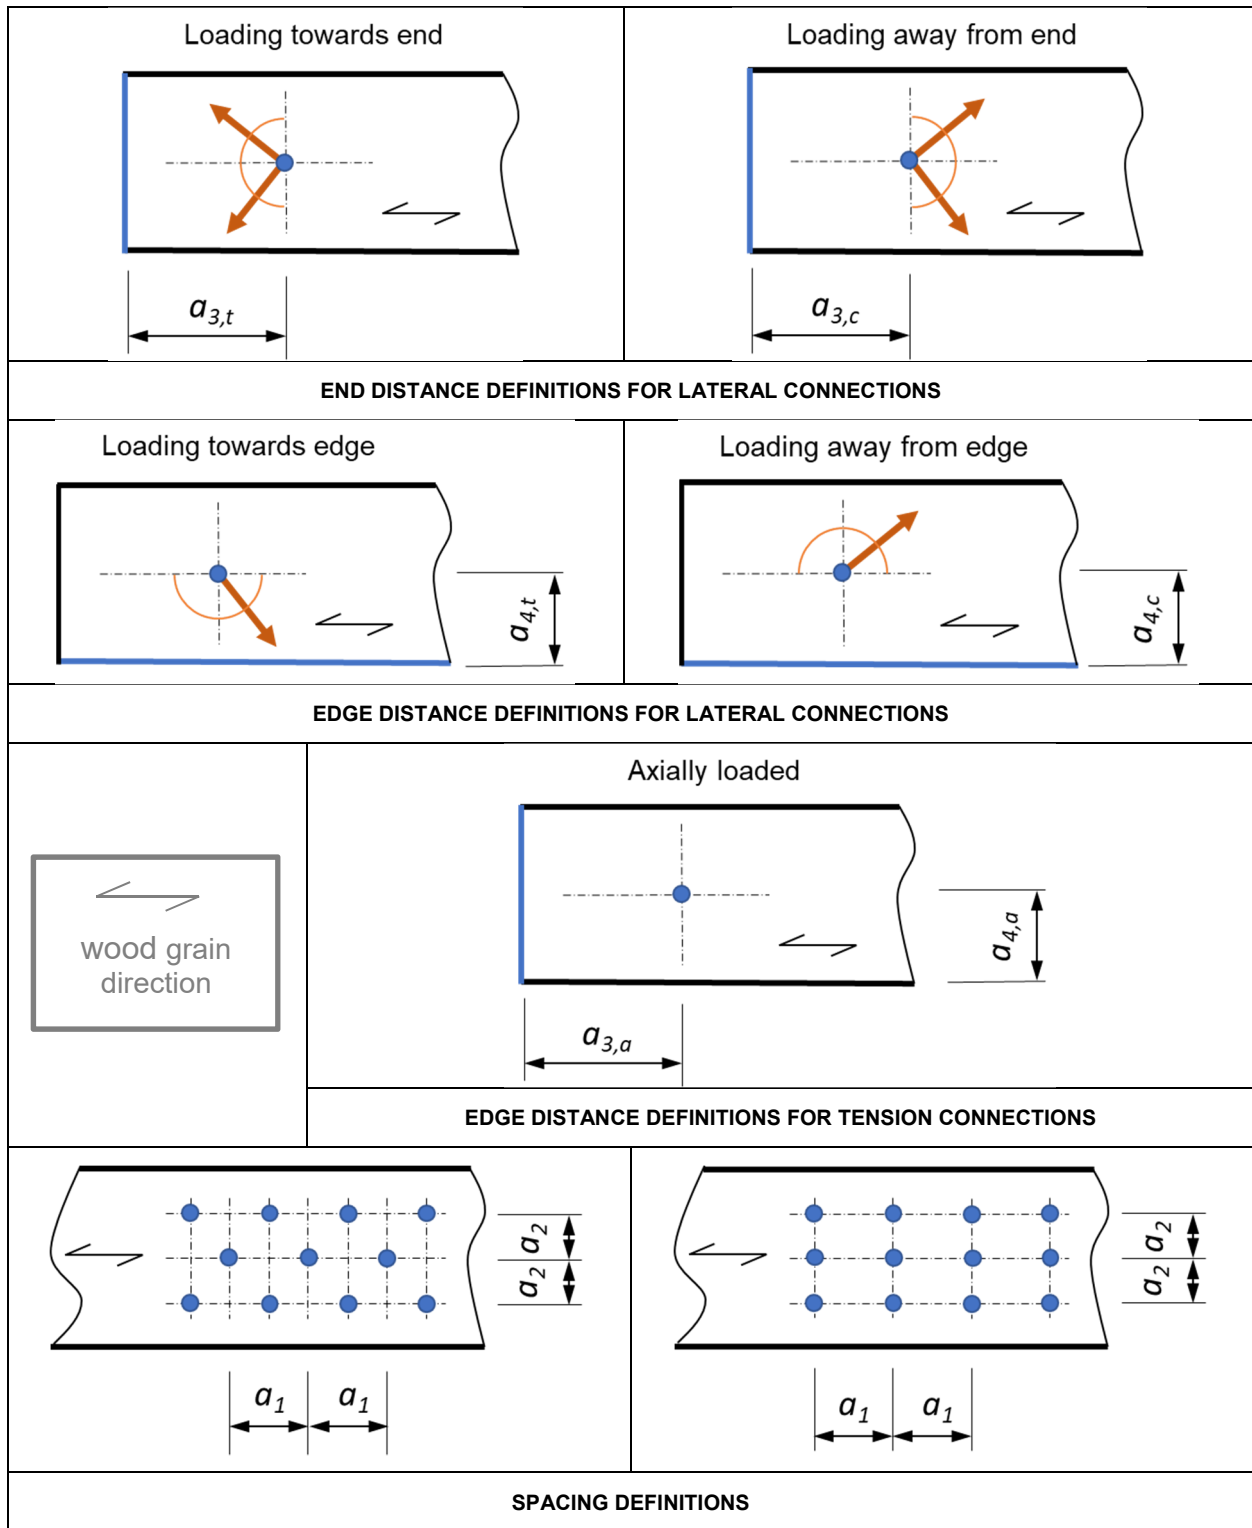 Loading towards end
Loading away from end
a3,t
a3,c
END DISTANCE DEFINITIONS FOR LATERAL CONNECTIONS
Loading towards edge
Loading away from edge
a4,t
a4,c
EDGE DISTANCE DEFINITIONS FOR LATERAL CONNECTIONS
wood grain
direction
Axially loaded
a4,a
a3,a
EDGE DISTANCE DEFINITIONS FOR TENSION CONNECTIONS
a2
a2
a1
a1
a2
a2
a1
a1
SPACING DEFINITIONS